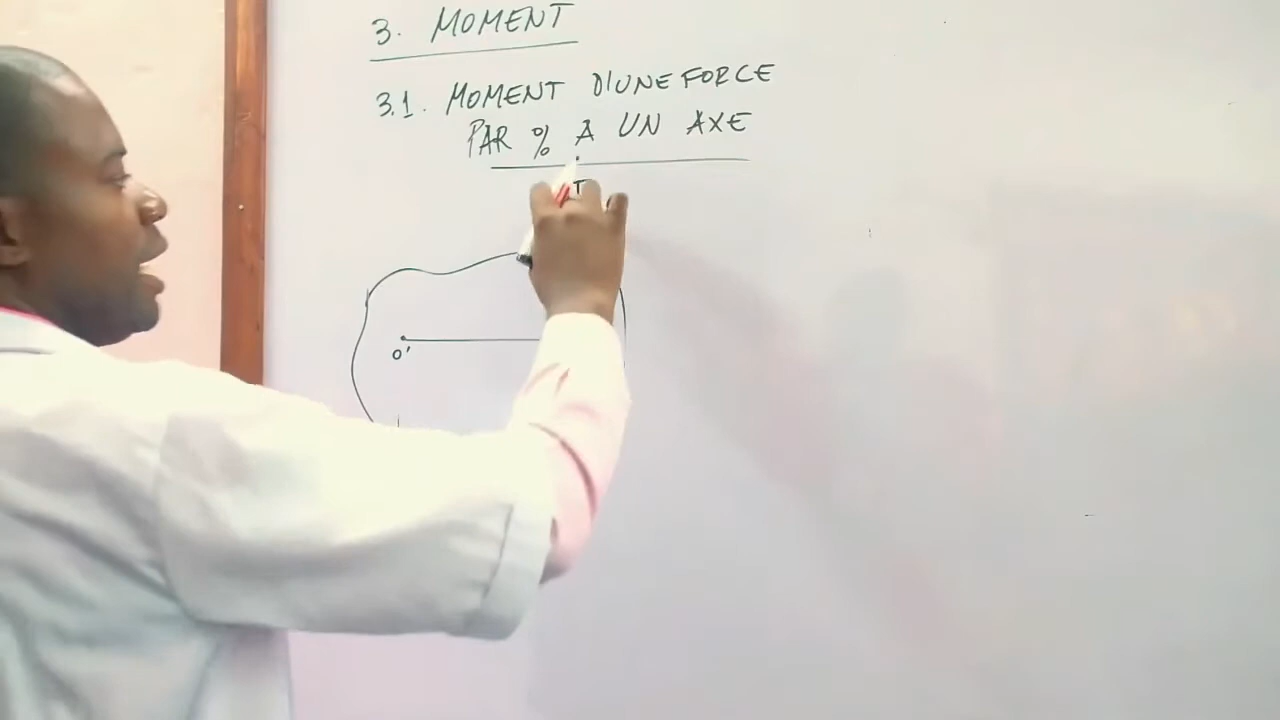 3. MOMENT
3.1. MOMENT D'UNE FORCE
PAR % A UN AXE
T
O'